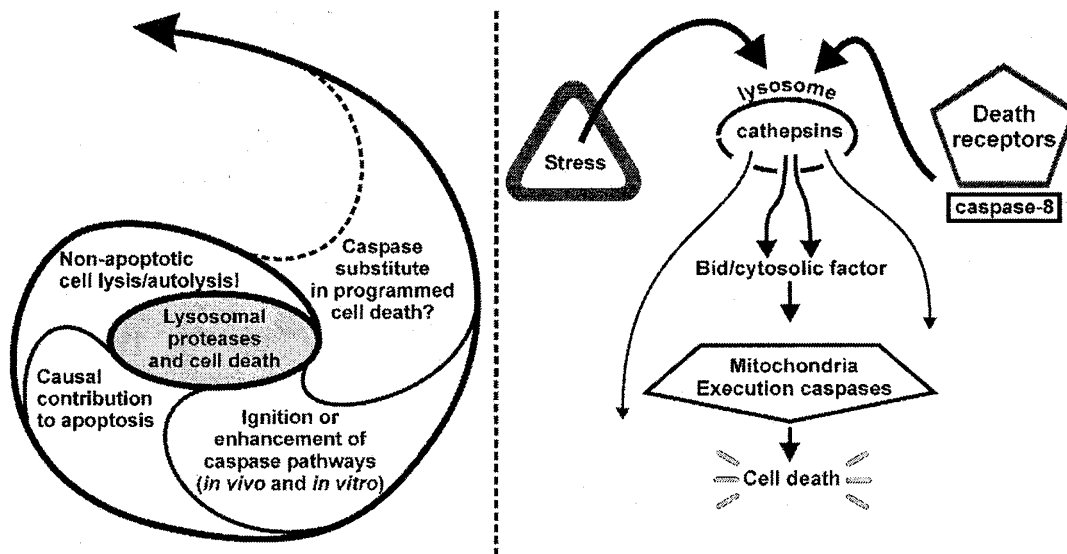 Non-apoptotic
cell lysis/autolysis!
Lysosomal
proteases
and cell death
Causal
contribution
to apoptosis
Ignition or
enhancement of
caspase pathways
(in vivo and in vitro)
Caspase
substitute
in programmed
cell death?
Stress
lysosome
cathepsins
Death
receptors
caspase-8
Bid/cytosolic factor
Mitochondria
Execution caspases
Cell death